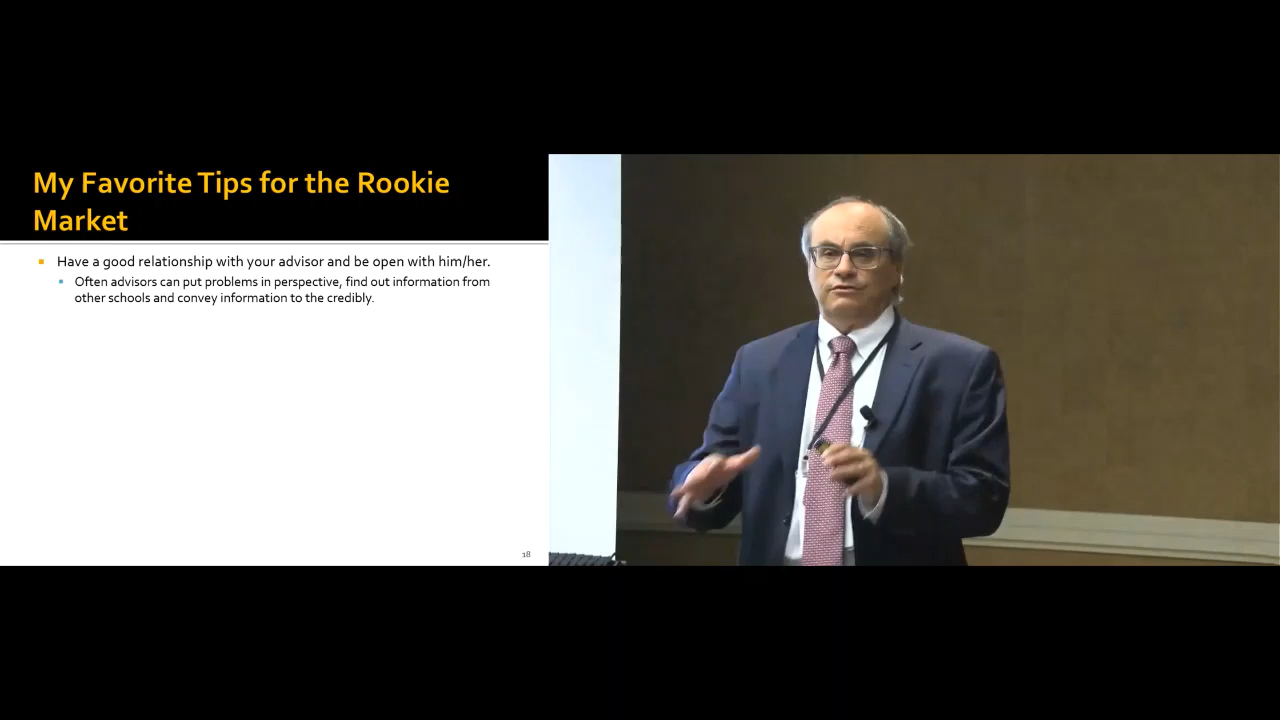 My Favorite Tips for the Rookie
Market
Have a good relationship with your advisor and be open with him/her.
Often advisors can put problems in perspective, find out information from
other schools and convey information to the credibly.
18